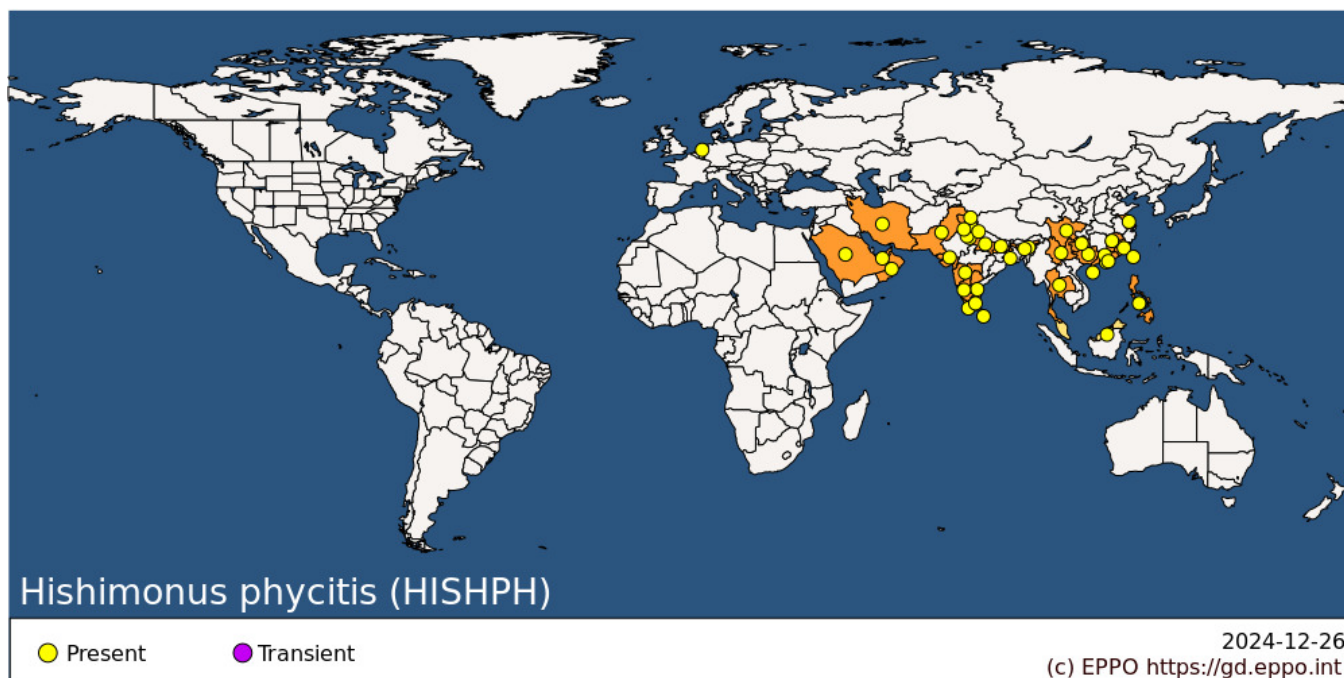 Hishimonus phycitis (HISHPH)
Present
Transient
2024-12-26
(c) EPPO https://gd.eppo.int